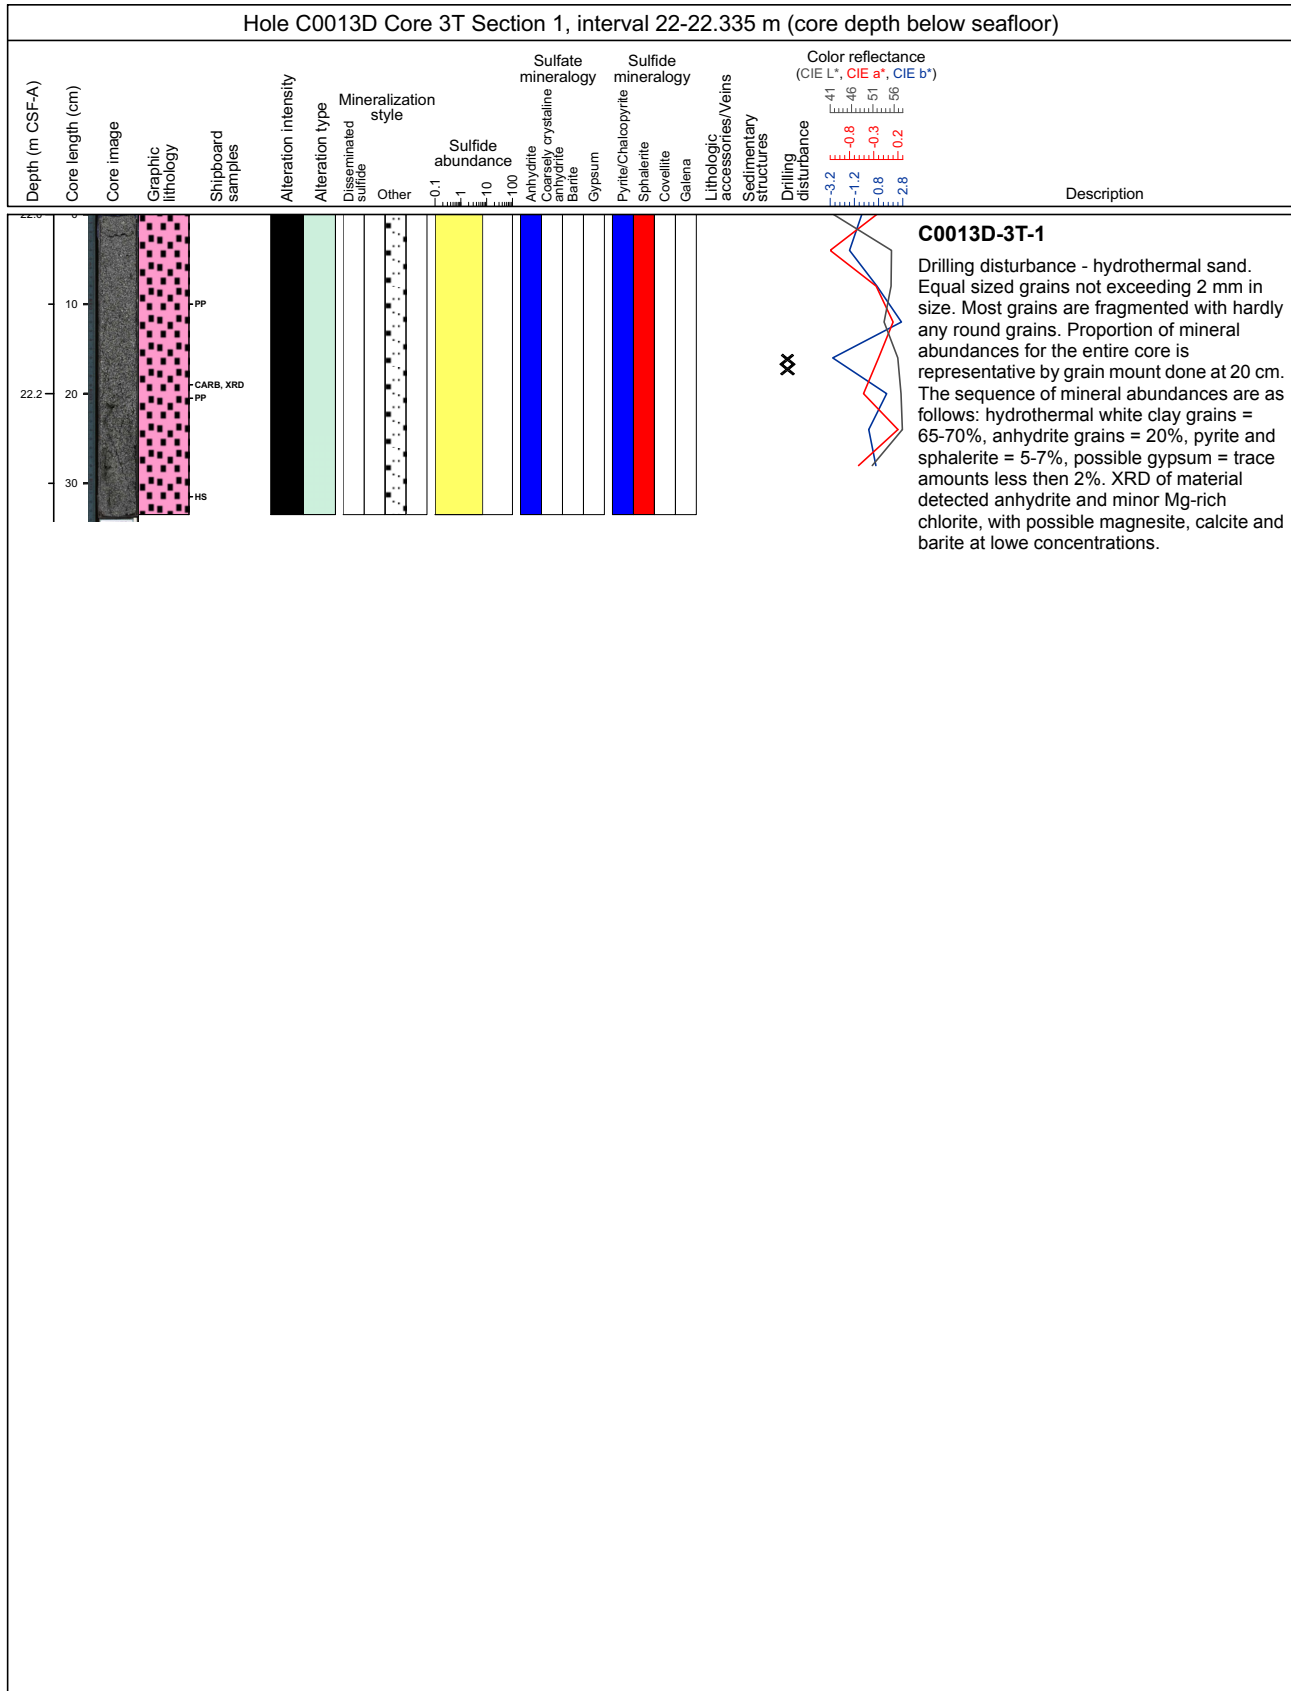 Hole C0013D Core 3T Section 1, interval 22-22.335 m (core depth below seafloor)
Depth (m CSF-A)
Core length (cm)
Core image
Graphic
lithology
Shipboard
samples
Alteration intensity
Alteration type
Mineralization
style
Disseminated
sulfide
Other
Sulfide
abundance
0.1
1
10
100
Sulfate
mineralogy
Anhydrite
Coarsely crystaline
anhydrite
Barite
Gypsum
Sulfide
mineralogy
Pyrite/Chalcopyrite
Sphalerite
Covellite
Galena
Lithologic
accessories/Veins
Sedimentary
structures
Drilling
disturbance
Color reflectance
(CIE L*, CIE a*, CIE b*)
41 46 51 56
-0.8 -0.3 0.2
-3.2 -1.2 0.8 2.8
Description
10
PP
CARB, XRD
22.2
20
PP
30
HS
C0013D-3T-1
Drilling disturbance - hydrothermal sand.
Equal sized grains not exceeding 2 mm in
size. Most grains are fragmented with hardly
any round grains. Proportion of mineral
abundances for the entire core is
representative by grain mount done at 20 cm.
The sequence of mineral abundances are as
follows: hydrothermal white clay grains =
65-70%, anhydrite grains = 20%, pyrite and
sphalerite = 5-7%, possible gypsum = trace
amounts less then 2%. XRD of material
detected anhydrite and minor Mg-rich
chlorite, with possible magnesite, calcite and
barite at lowe concentrations.